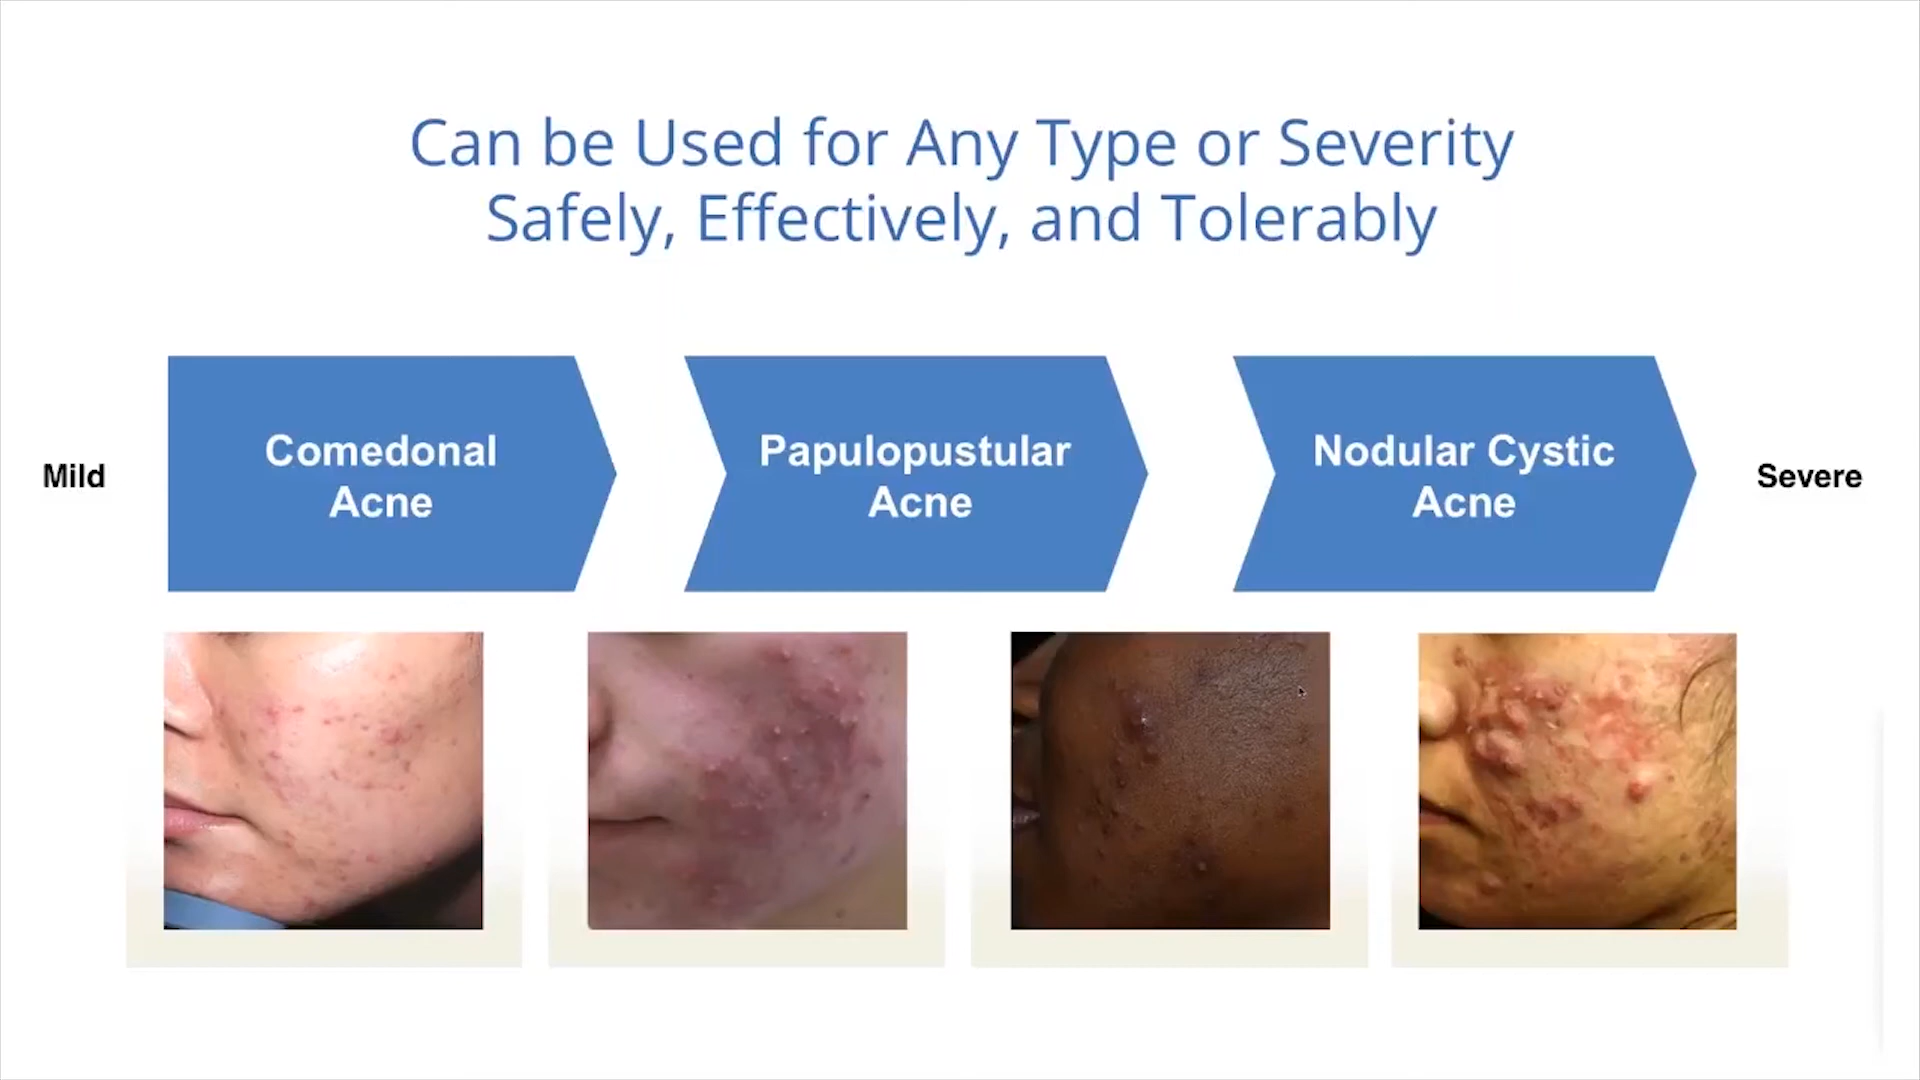 Can be Used for Any Type or Severity
Safely, Effectively, and Tolerably
Mild
Comedonal
Acne
Papulopustular
Acne
Nodular Cystic
Acne
Severe